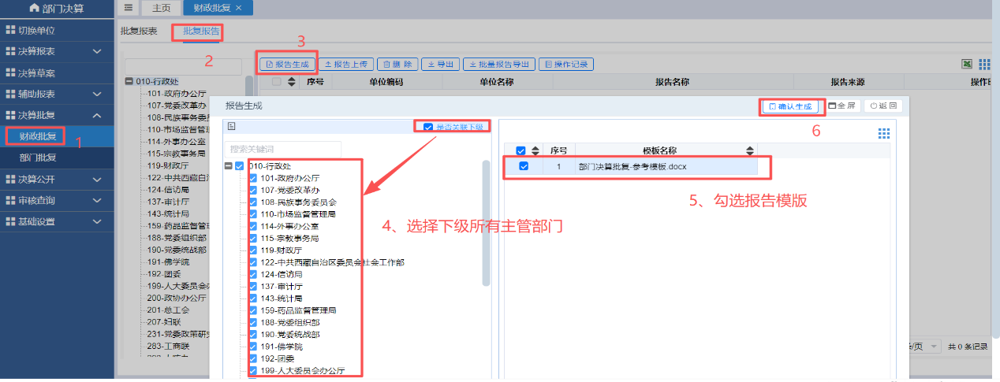 部门决算
主页
财政批复 ×
切换单位
决算报表
决算草案
辅助报表
决算批复
财政批复
1
部门批复
决算公开
审核查询
基础设置
批复报表
批复报告
2
3
报告生成
报告上传
删 除
导出
批量报告导出
操作记录
序号
单位编码
单位名称
报告名称
报告来源
010-行政处
101-政府办公厅
107-党委改革办
108-民族事务委
110-市场监督管
114-外事办公室
115-宗教事务局
119-财政厅
122-中共西藏自
124-信访局
137-审计厅
143-统计局
159-药品监督管
188-党委组织部
190-党委统战部
191-佛学院
192-团委
199-人大委员会
200-政协办公厅
201-总工会
207-妇联
231-党委政策研
283-工商联
报告生成
确认生成
全屏
返回
6
是否关联下级
搜索关键词
010-行政处
101-政府办公厅
107-党委改革办
108-民族事务委员会
110-市场监督管理局
114-外事办公室
115-宗教事务局
119-财政厅
122-中共西藏自治区委员会社会工作部
124-信访局
137-审计厅
143-统计局
159-药品监督管理局
188-党委组织部
190-党委统战部
191-佛学院
192-团委
199-人大委员会办公厅
4、选择下级所有主管部门
序号
模板名称
1
部门决算批复-参考模板.docx
5、勾选报告模版
条/页
共 0 条记录